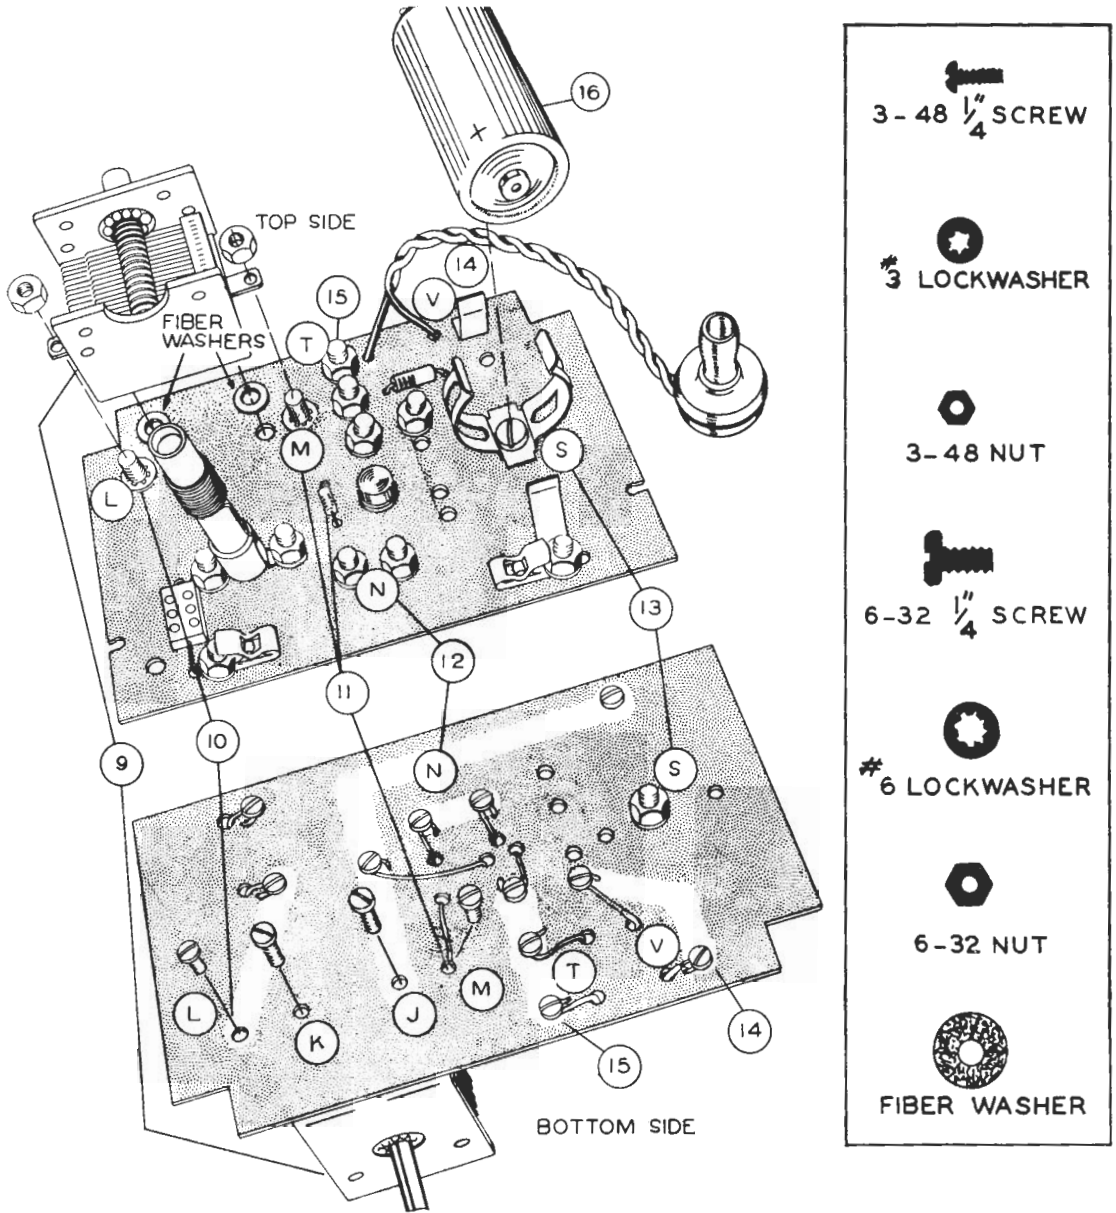 16
+
TOP SIDE
14
15
V
FIBER
WASHERS
T
M
S
L
N
13
12
11
10
9
N
S
V
T
M
L
J
K
14
15
BOTTOM SIDE
3-48 1/4" SCREW
#3 LOCKWASHER
3-48 NUT
6-32 1/4" SCREW
#6 LOCKWASHER
6-32 NUT
FIBER WASHER